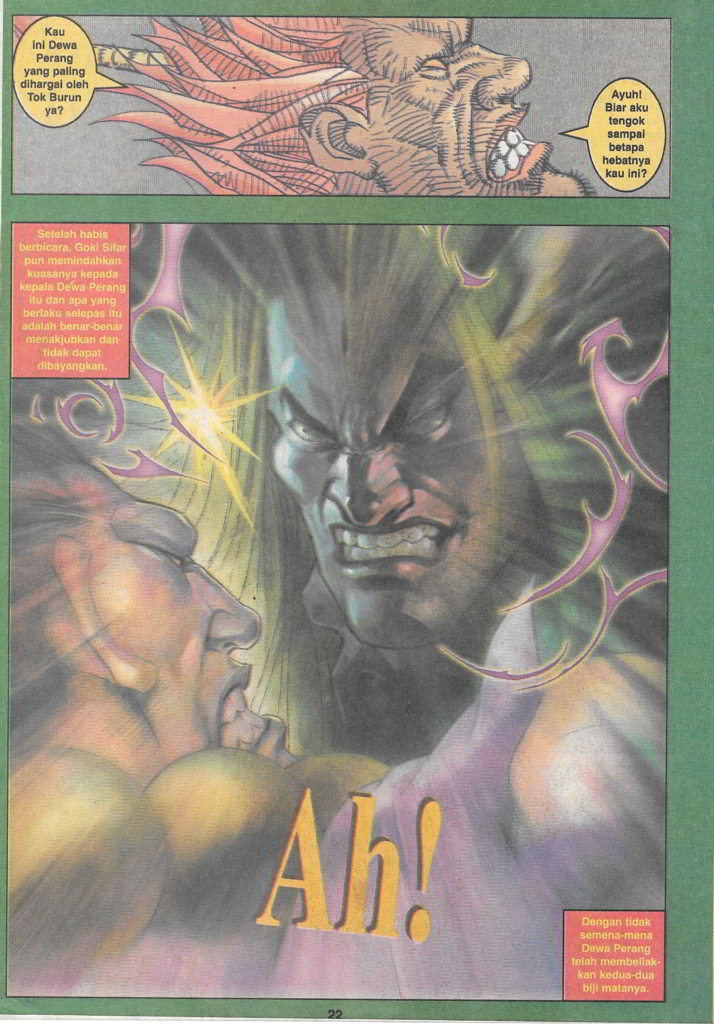 Kau
ini Dewa
Perang
yang paling
dihargai oleh
Tok Burun
ya?
Ayuh!
Biar aku
tengok
sampai
betapa
hebatnya
kau ini?
Setelah habis
berbicara, Goki Sifar
pun memindahkan
kuasanya kepada
kepala Dewa Perang
itu dan apa yang
berlaku selepas itu
adalah benar-benar
menakjubkan dan
tidak dapat
dibayangkan.
Ah!
Dengan tidak
semena-mena
Dewa Perang
telah membeliak-
kan kedua-dua
biji matanya.
22